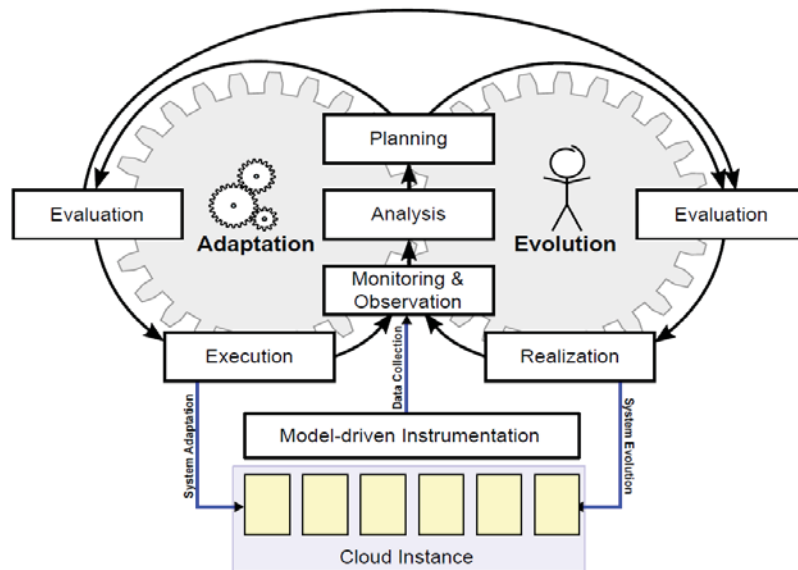 Planning
Evaluation
Analysis
Evaluation
Adaptation
Evolution
Monitoring &
Observation
Execution
Realization
System Adaptation
Data Collection
System Evolution
Model-driven Instrumentation
Cloud Instance